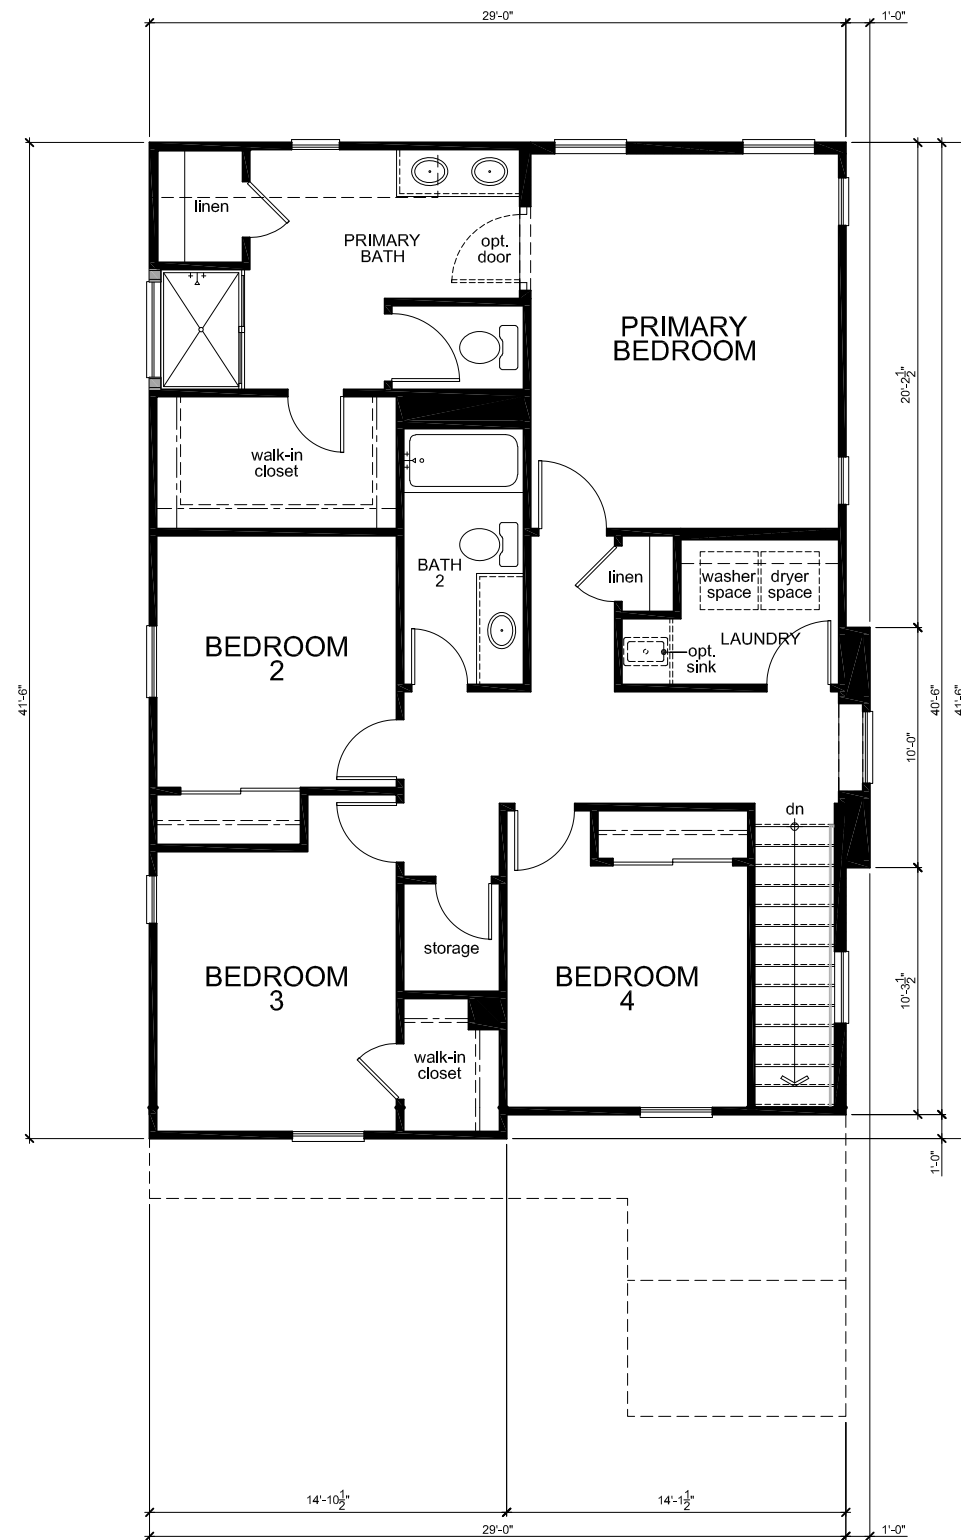 29'-0"
1'-0"
linen
PRIMARY
BATH
opt.
door
PRIMARY
BEDROOM
20'-2½"
walk-in
closet
BATH
2
linen
washer
space
dryer
space
LAUNDRY
opt.
sink
BEDROOM
2
41'-6"
40'-6"
41'-6"
10'-0"
dn
storage
BEDROOM
3
BEDROOM
4
10'-3½"
walk-in
closet
1'-0"
14'-10½"
14'-1½"
29'-0"
1'-0"